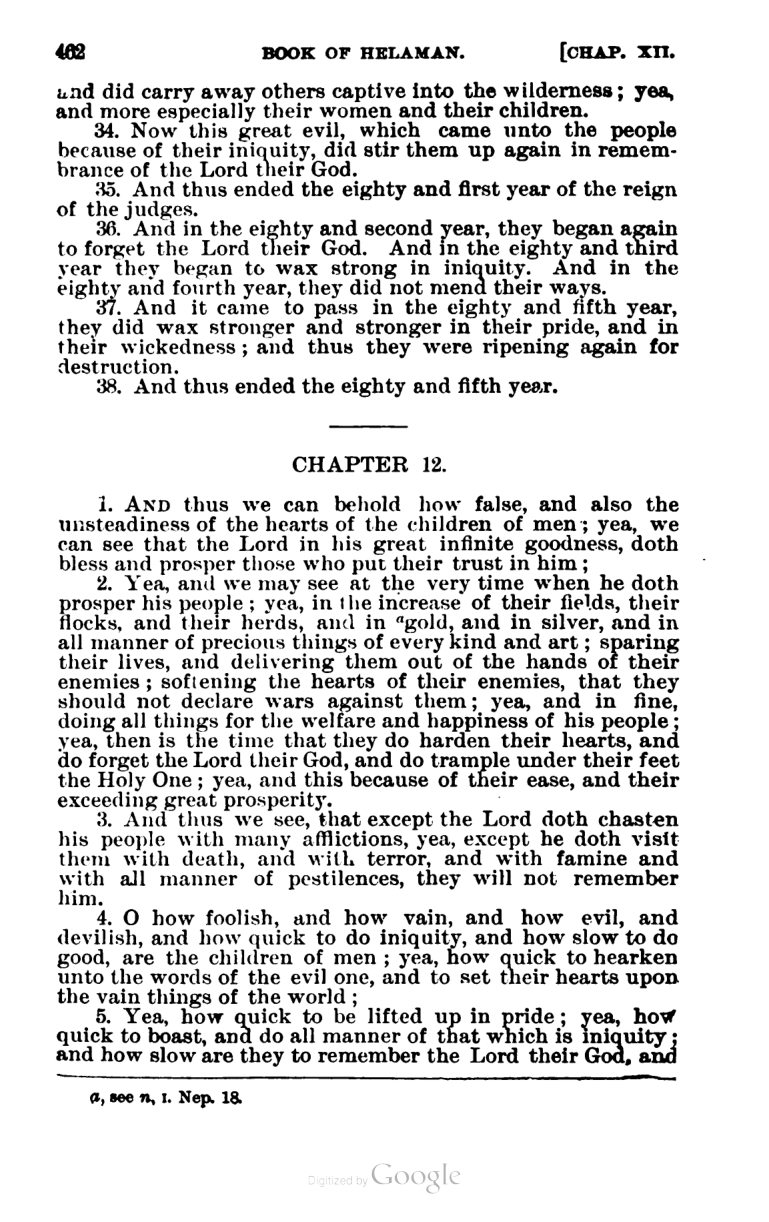 462 BOOK OF HELAMAN. [CHAP. XII.
and did carry away others captive into the wilderness; yea,
and more especially their women and their children.
34. Now this great evil, which came unto the people
because of their iniquity, did stir them up again in remem-
brance of the Lord their God.
35. And thus ended the eighty and first year of the reign
of the judges.
36. And in the eighty and second year, they began again
to forget the Lord their God. And in the eighty and third
year they began to wax strong in iniquity. And in the
eighty and fourth year, they did not mend their ways.
37. And it came to pass in the eighty and fifth year,
they did wax stronger and stronger in their pride, and in
their wickedness; and thus they were ripening again for
destruction.
38. And thus ended the eighty and fifth year.
CHAPTER 12.
1. AND thus we can behold how false, and also the
unsteadiness of the hearts of the children of men; yea, we
can see that the Lord in his great infinite goodness, doth
bless and prosper those who put their trust in him;
2. Yea, and we may see at the very time when he doth
prosper his people; yea, in the increase of their fields, their
flocks, and their herds, and in ᵃgold, and in silver, and in
all manner of precious things of every kind and art; sparing
their lives, and delivering them out of the hands of their
enemies; softening the hearts of their enemies, that they
should not declare wars against them; yea, and in fine,
doing all things for the welfare and happiness of his people;
yea, then is the time that they do harden their hearts, and
do forget the Lord their God, and do trample under their feet
the Holy One; yea, and this because of their ease, and their
exceeding great prosperity.
3. And thus we see, that except the Lord doth chasten
his people with many afflictions, yea, except he doth visit
them with death, and with terror, and with famine and
with all manner of pestilences, they will not remember
him.
4. O how foolish, and how vain, and how evil, and
devilish, and how quick to do iniquity, and how slow to do
good, are the children of men; yea, how quick to hearken
unto the words of the evil one, and to set their hearts upon
the vain things of the world;
5. Yea, how quick to be lifted up in pride; yea, how
quick to boast, and do all manner of that which is iniquity;
and how slow are they to remember the Lord their God, and
a, see n, I. Nep. 18.
Digitized by Google